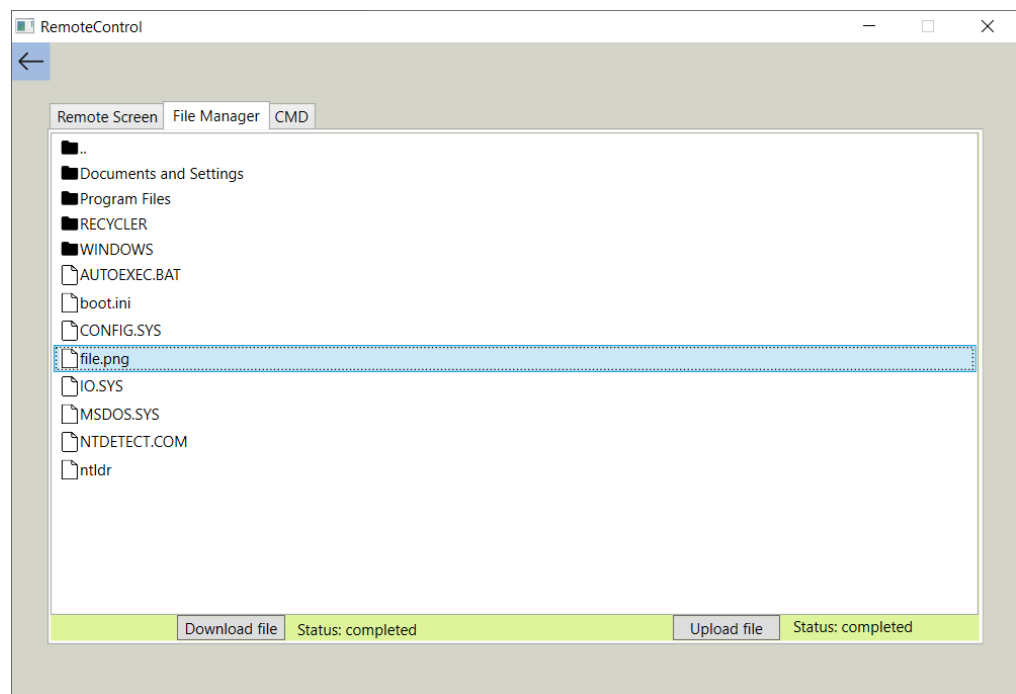 RemoteControl
Remote Screen File Manager CMD
..
Documents and Settings
Program Files
RECYCLER
WINDOWS
AUTOEXEC.BAT
boot.ini
CONFIG.SYS
file.png
IO.SYS
MSDOS.SYS
NTDETECT.COM
ntldr
Download file Status: completed Upload file Status: completed